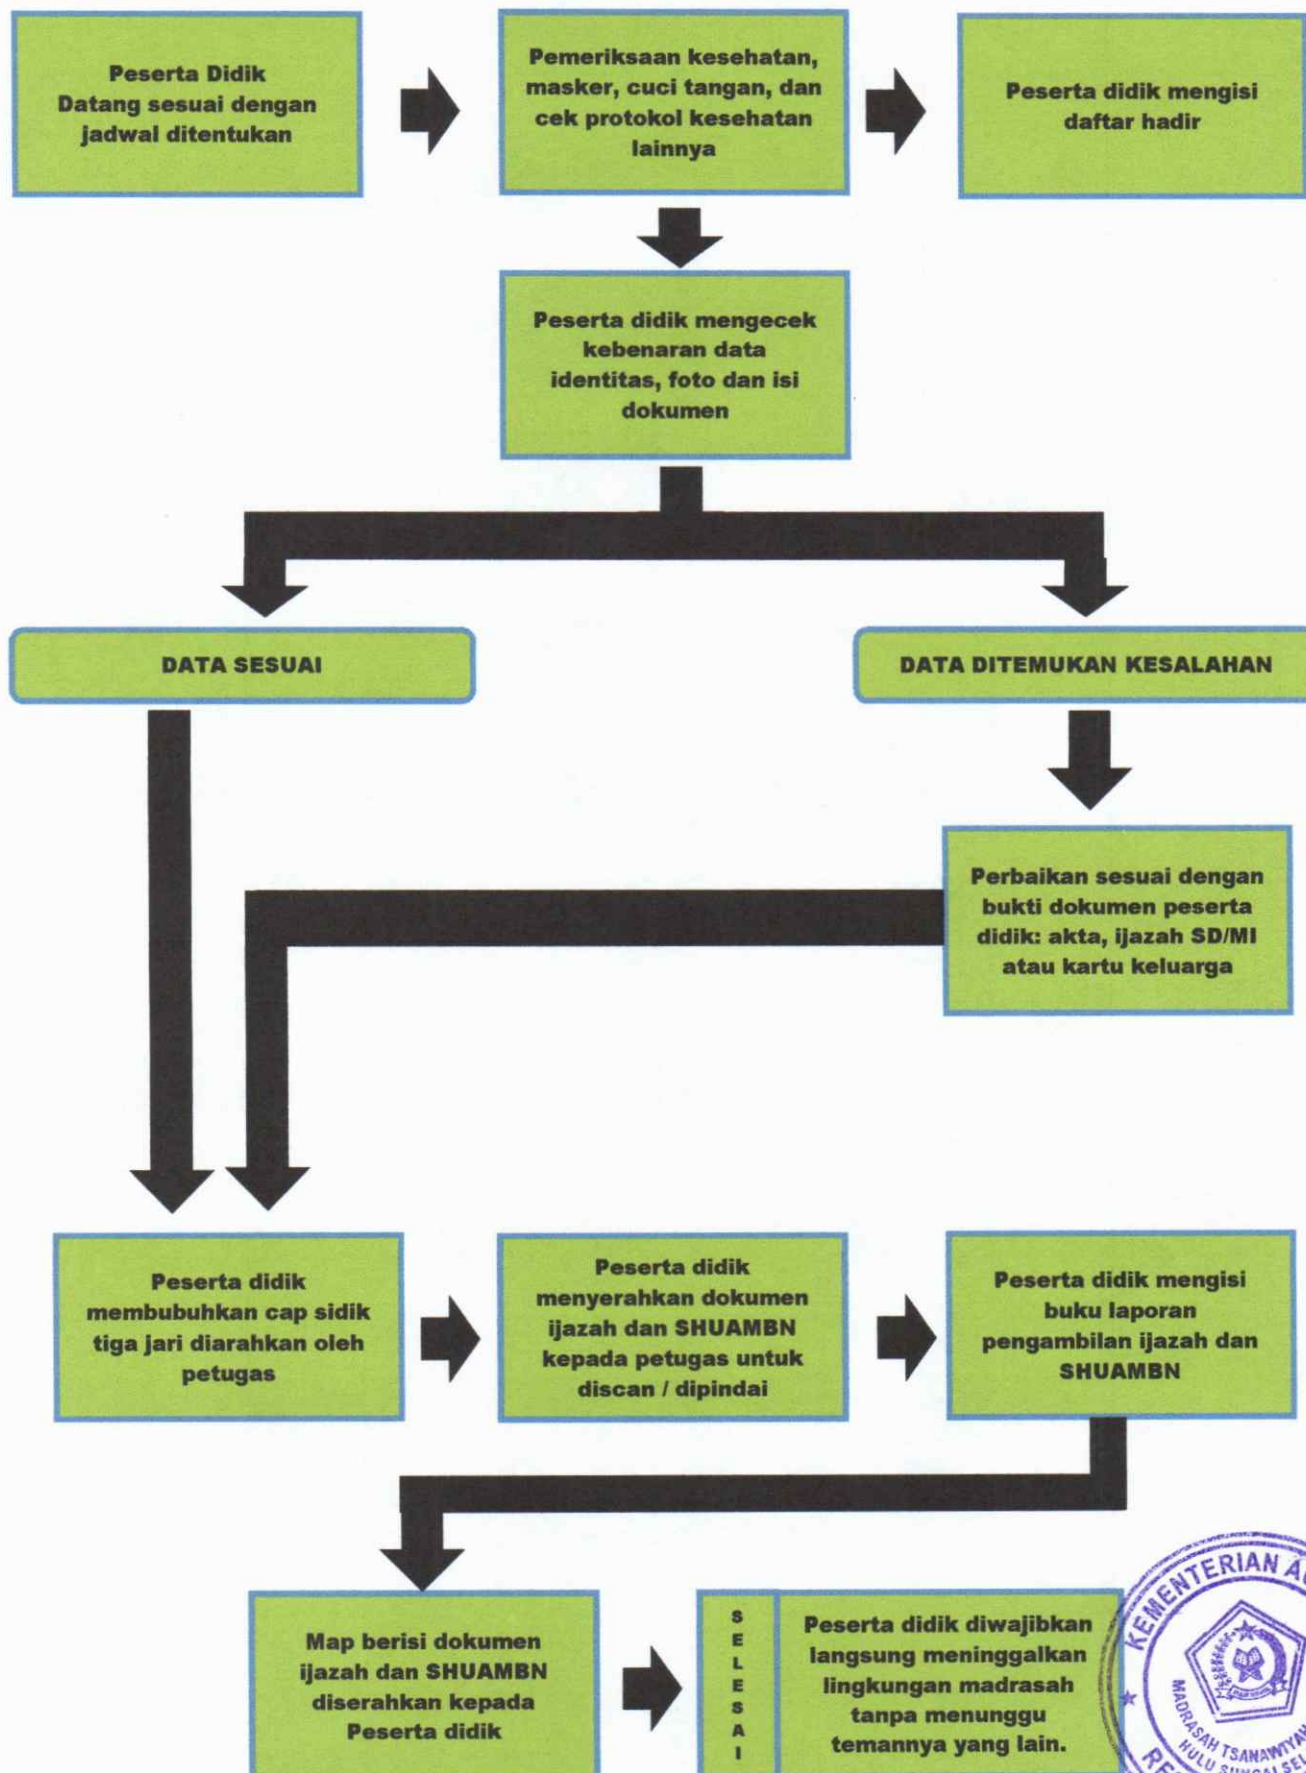 Peserta Didik
Datang sesuai dengan
jadwal ditentukan
Pemeriksaan kesehatan,
masker, cuci tangan, dan
cek protokol kesehatan
lainnya
Peserta didik mengisi
daftar hadir
Peserta didik mengecek
kebenaran data
identitas, foto dan isi
dokumen
DATA SESUAI
DATA DITEMUKAN KESALAHAN
Perbaikan sesuai dengan
bukti dokumen peserta
didik: akta, ijazah SD/MI
atau kartu keluarga
Peserta didik
membubuhkan cap sidik
tiga jari diarahkan oleh
petugas
Peserta didik
menyerahkan dokumen
ijazah dan SHUAMBN
kepada petugas untuk
discan / dipindai
Peserta didik mengisi
buku laporan
pengambilan ijazah dan
SHUAMBN
Map berisi dokumen
ijazah dan SHUAMBN
diserahkan kepada
Peserta didik
SELESAI
Peserta didik diwajibkan
langsung meninggalkan
lingkungan madrasah
tanpa menunggu
temannya yang lain.
KEMENTERIAN
MADRASAH TSANAWIYAH
HULU SUNGAI